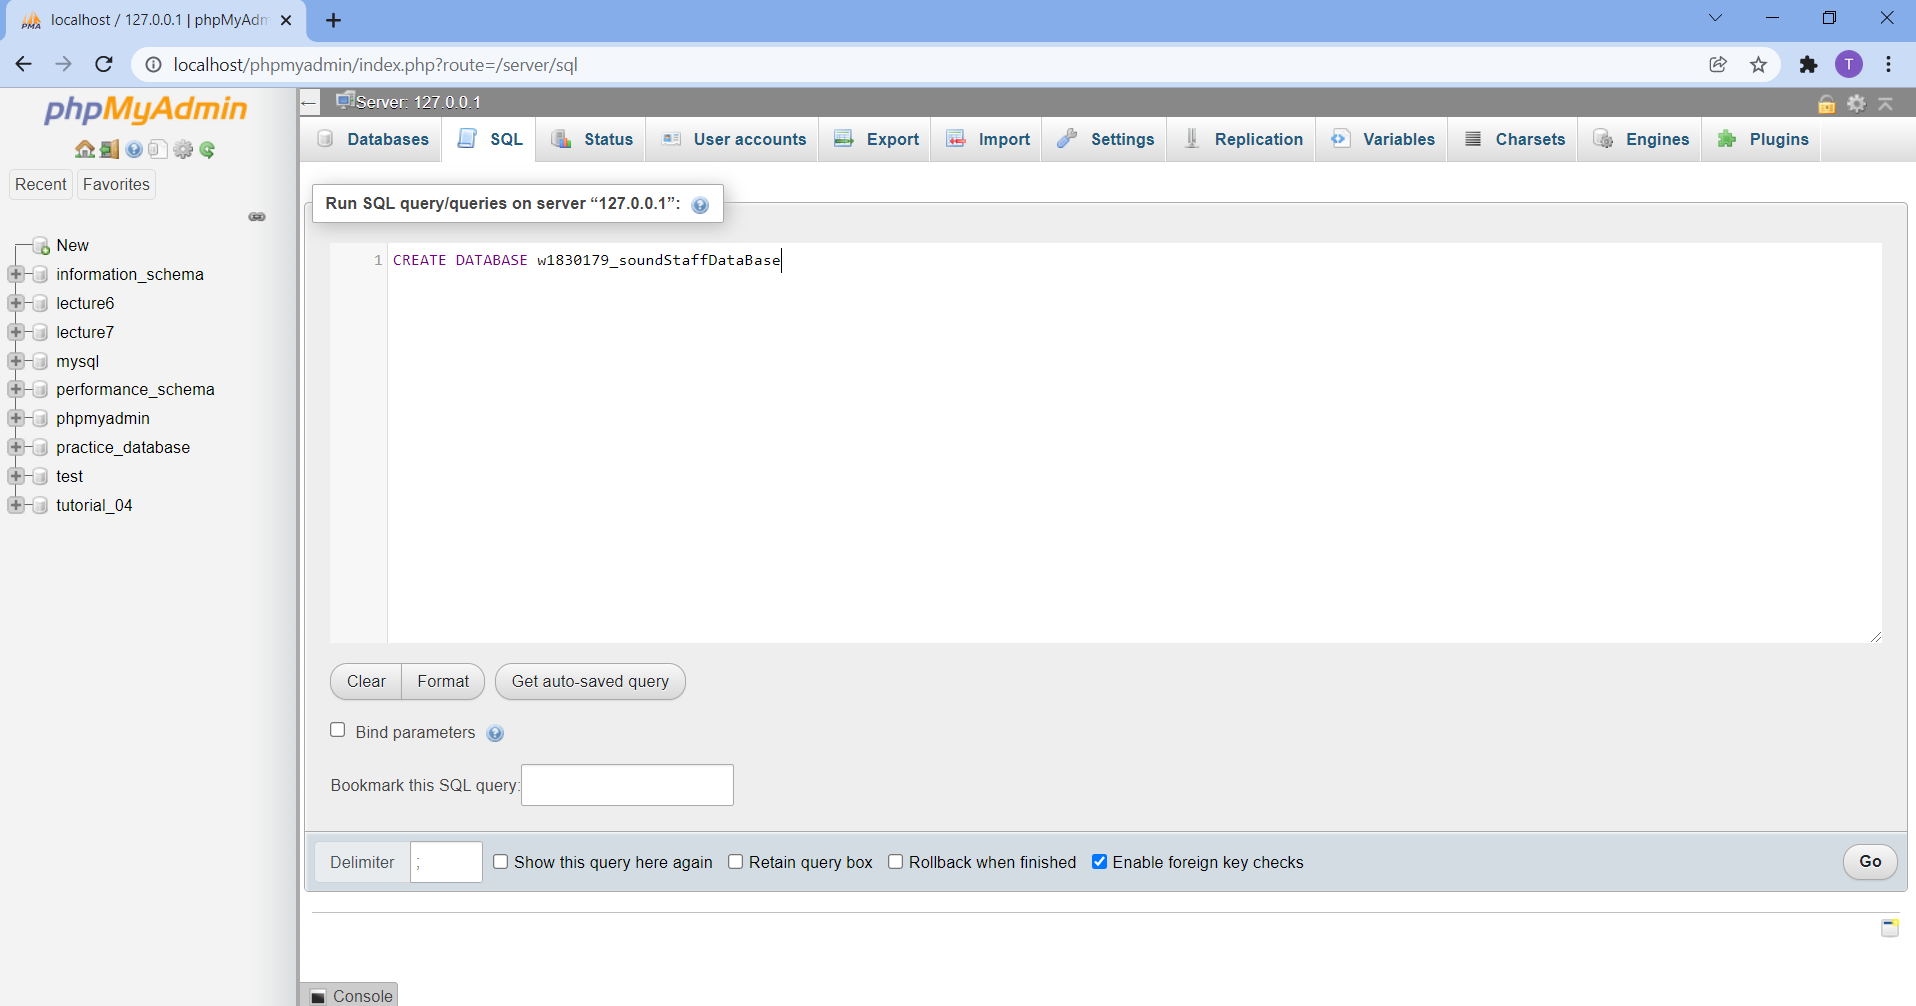 localhost / 127.0.0.1 | phpMyAdm
localhost/phpmyadmin/index.php?route=/server/sql
T
phpMyAdmin
Recent
Favorites
New
information_schema
lecture6
lecture7
mysql
performance_schema
phpmyadmin
practice_database
test
tutorial_04
Server: 127.0.0.1
Databases
SQL
Status
User accounts
Export
Import
Settings
Replication
Variables
Charsets
Engines
Plugins
Run SQL query/queries on server “127.0.0.1”:
1 CREATE DATABASE w1830179_soundStaffDataBase
Clear
Format
Get auto-saved query
Bind parameters
Bookmark this SQL query:
Delimiter ;
Show this query here again
Retain query box
Rollback when finished
Enable foreign key checks
Go
Console